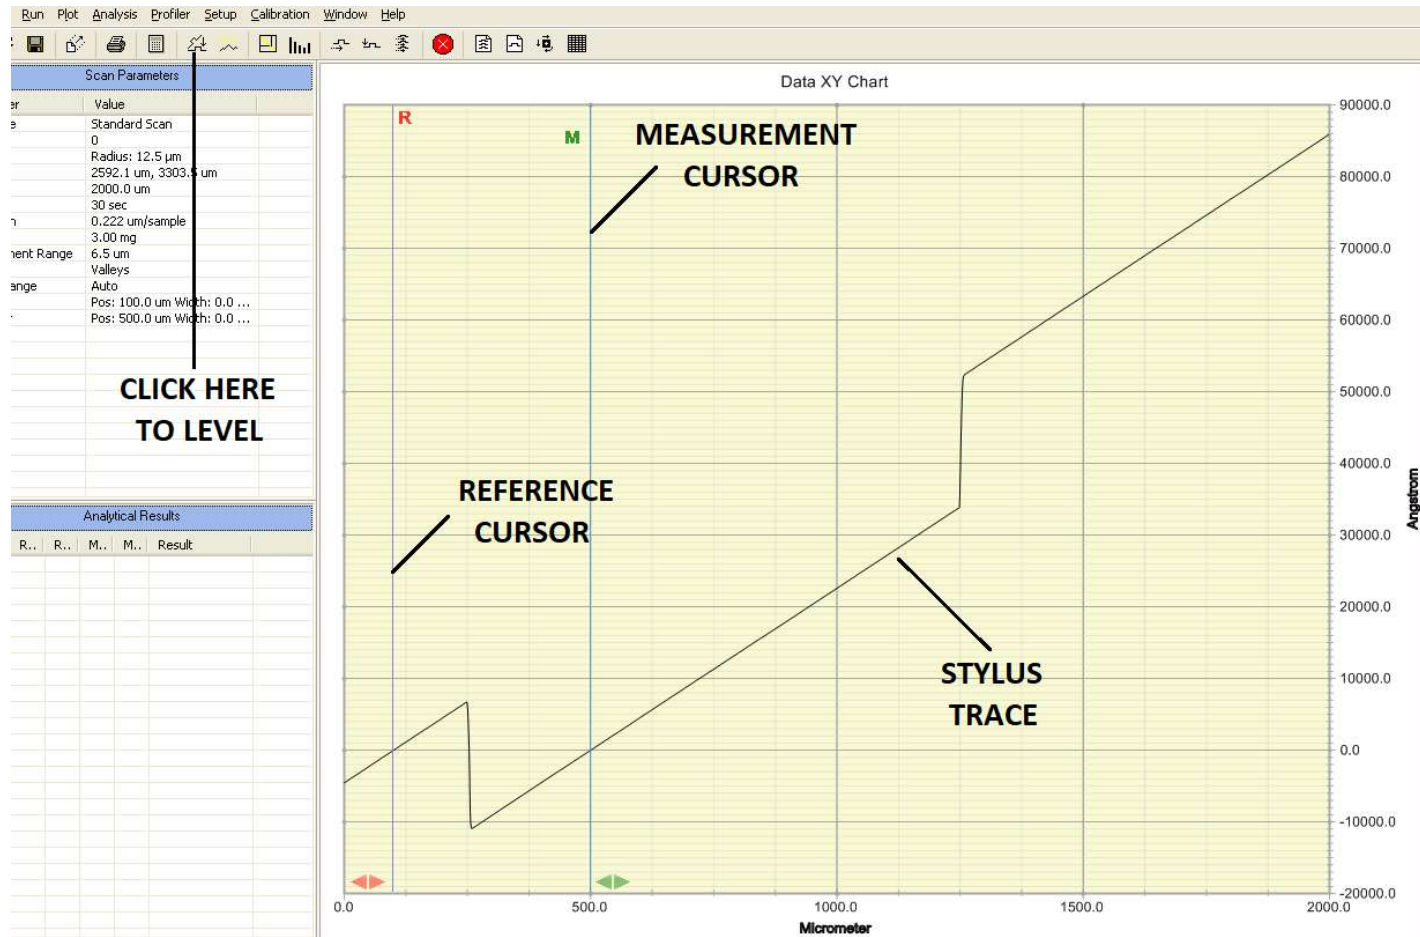 Run Plot Analysis Profiler Setup Calibration Window Help
Scan Parameters
er Value
e Standard Scan
0
Radius: 12.5 µm
2592.1 um, 3303.5 um
2000.0 um
30 sec
n 0.222 um/sample
3.00 mg
nent Range 6.5 um
Valleys
ange Auto
Pos: 100.0 um Width: 0.0 ...
Pos: 500.0 um Width: 0.0 ...
CLICK HERE
TO LEVEL
Analytical Results
R.. R.. M.. M.. Result
Data XY Chart
R
M
MEASUREMENT
CURSOR
REFERENCE
CURSOR
STYLUS
TRACE
90000.0
80000.0
70000.0
60000.0
50000.0
40000.0
30000.0
20000.0
10000.0
0.0
-10000.0
-20000.0
Angstrom
0.0 500.0 1000.0 1500.0 2000.0
Micrometer